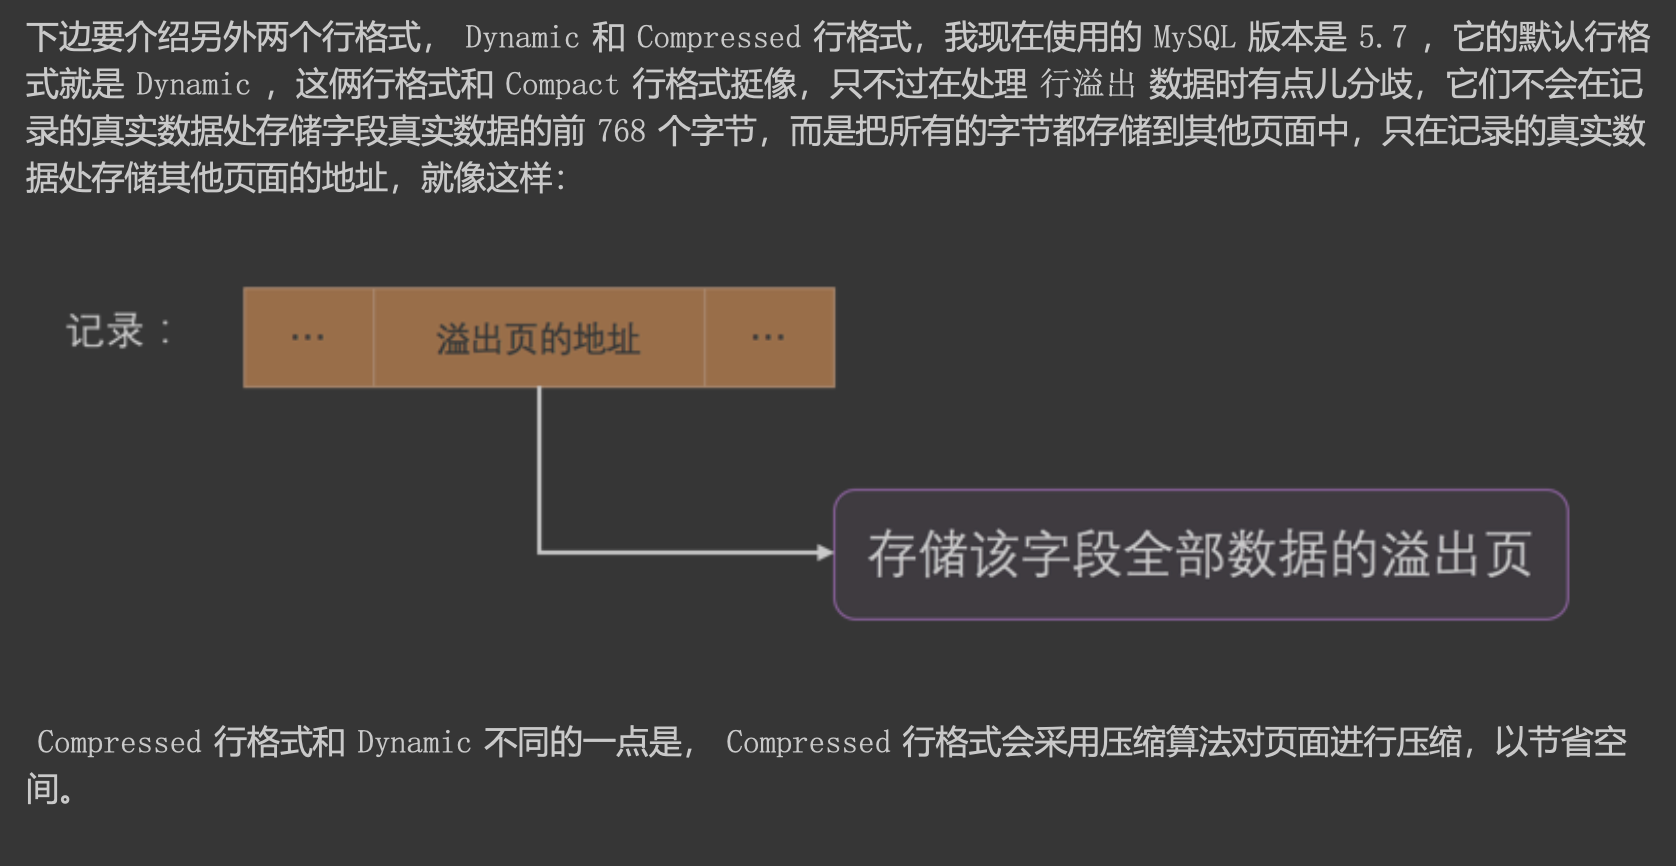 下边要介绍另外两个行格式， Dynamic 和 Compressed 行格式，我现在使用的 MySQL 版本是 5.7 ，它的默认行格
式就是 Dynamic ，这俩行格式和 Compact 行格式挺像，只不过在处理 行溢出 数据时有点儿分歧，它们不会在记
录的真实数据处存储字段真实数据的前 768 个字节，而是把所有的字节都存储到其他页面中，只在记录的真实数
据处存储其他页面的地址，就像这样：
记录： … 溢出页的地址 …
存储该字段全部数据的溢出页
Compressed 行格式和 Dynamic 不同的一点是， Compressed 行格式会采用压缩算法对页面进行压缩，以节省空
间。